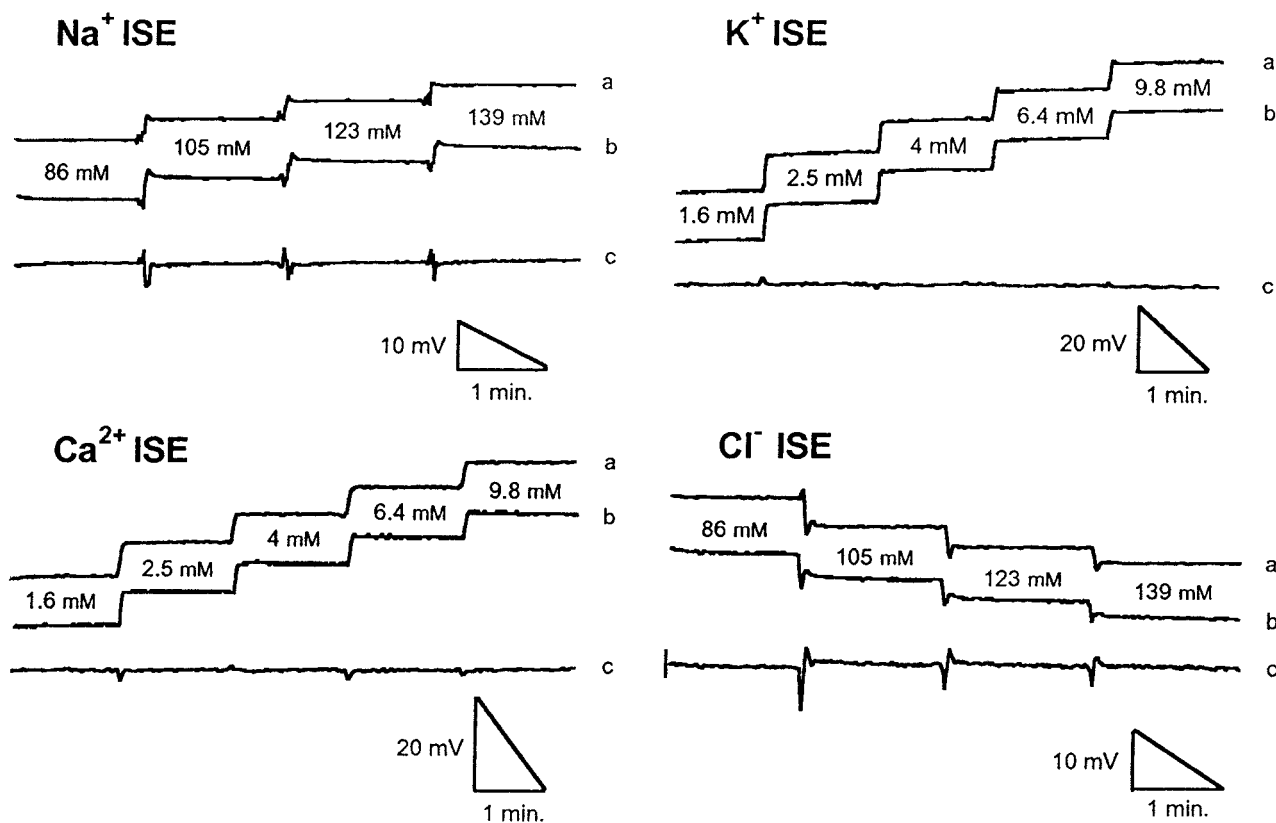 Na+ ISE
a
139 mM
123 mM
105 mM
b
86 mM
c
10 mV
1 min.
K+ ISE
a
9.8 mM
b
6.4 mM
4 mM
2.5 mM
1.6 mM
c
20 mV
1 min.
Ca2+ ISE
a
9.8 mM
b
6.4 mM
4 mM
2.5 mM
1.6 mM
c
20 mV
1 min.
Cl- ISE
86 mM
105 mM
a
123 mM
139 mM
b
c
10 mV
1 min.